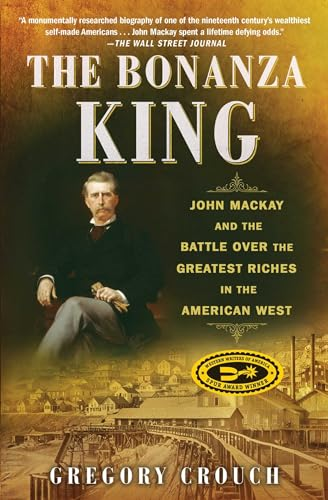 "A monumentally researched biography of one of the nineteenth century's wealthiest
self-made Americans . . . John Mackay spent a lifetime defying odds."
—THE WALL STREET JOURNAL
THE BONANZA
KING
JOHN MACKAY
AND THE
BATTLE OVER THE
GREATEST RICHES
IN THE
AMERICAN WEST
WESTERN WRITERS OF AMERICA
SPUR AWARD WINNER
GREGORY CROUCH